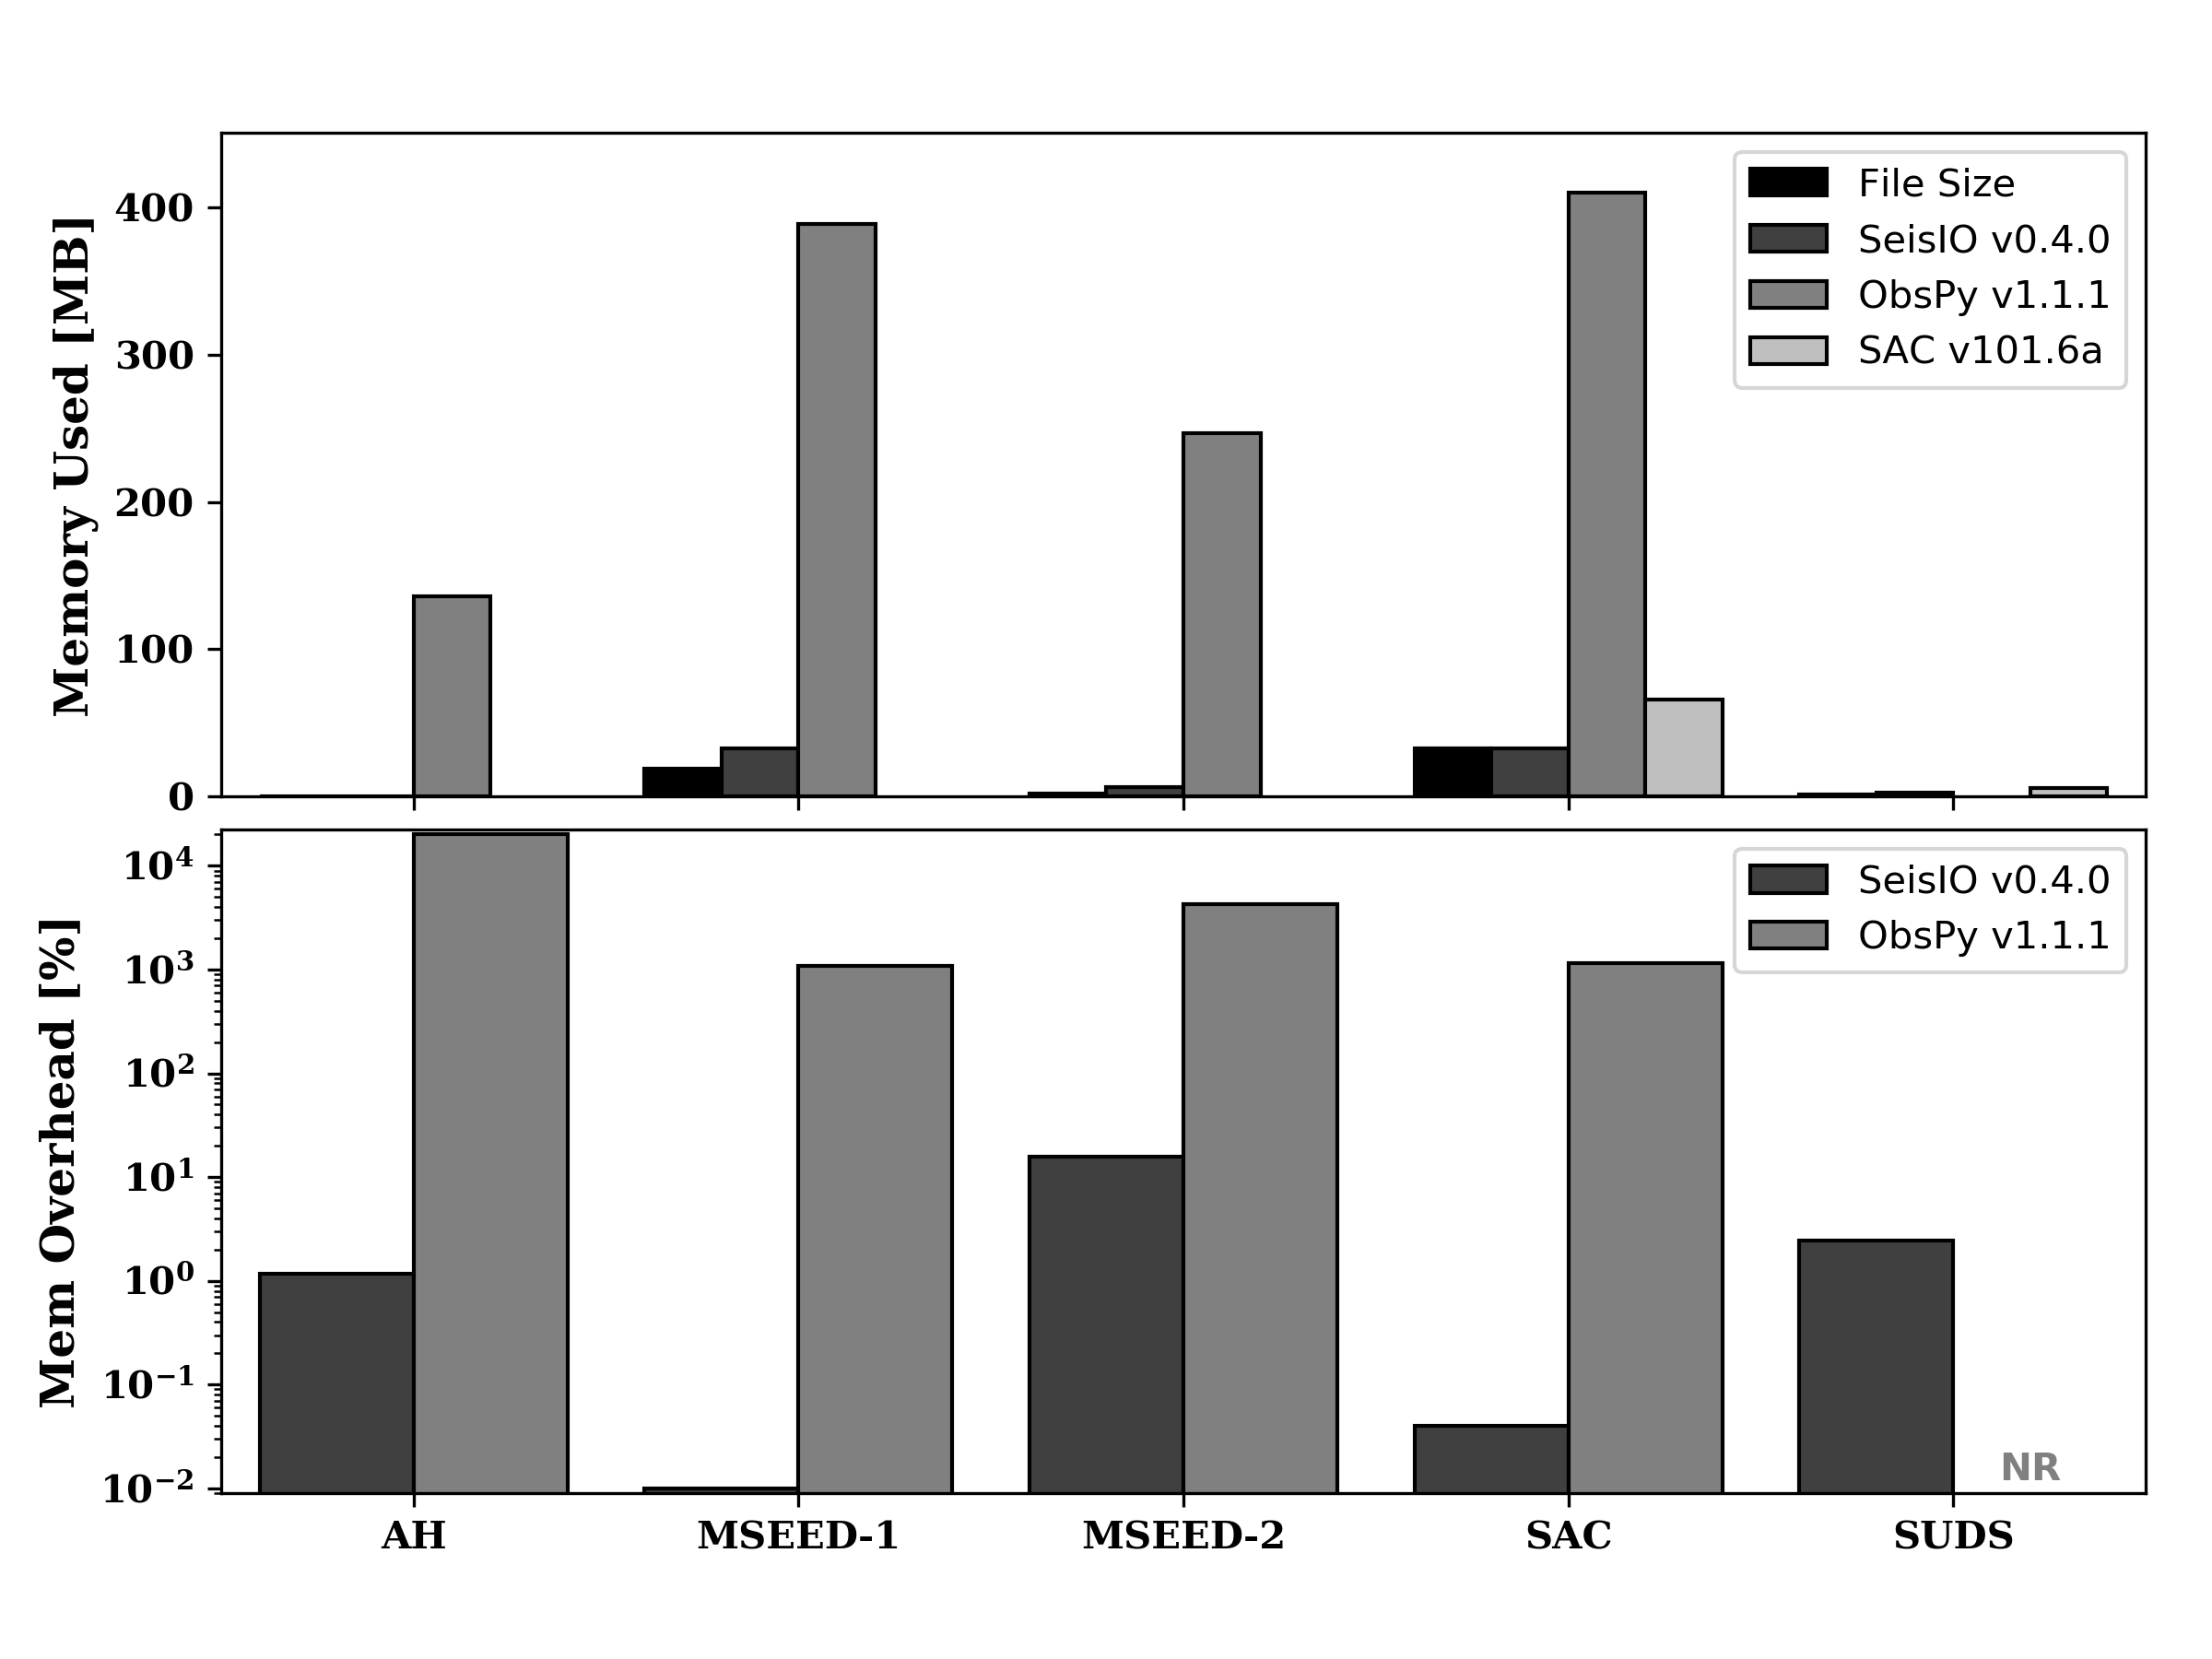 Memory Used [MB]
400
300
200
100
0
File Size
SeisIO v0.4.0
ObsPy v1.1.1
SAC v101.6a
Mem Overhead [%]
10⁴
10³
10²
10¹
10⁰
10⁻¹
10⁻²
SeisIO v0.4.0
ObsPy v1.1.1
NR
AH MSEED-1 MSEED-2 SAC SUDS